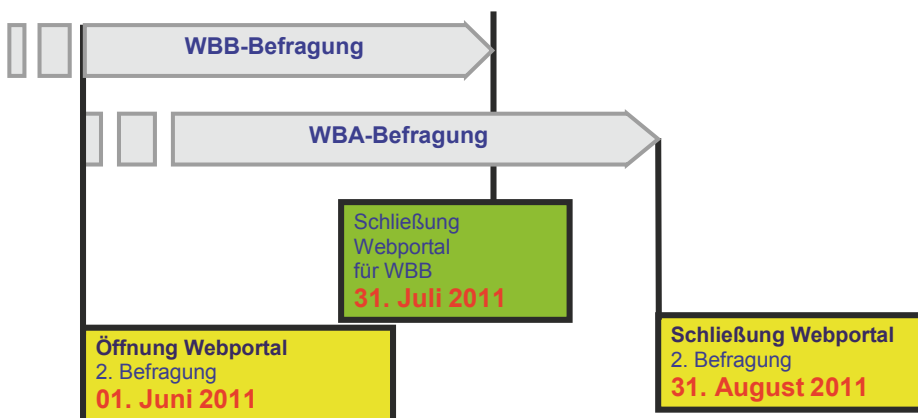 WBB-Befragung
WBA-Befragung
Schließung
Webportal
für WBB
31. Juli 2011
Öffnung Webportal
2. Befragung
01. Juni 2011
Schließung Webportal
2. Befragung
31. August 2011